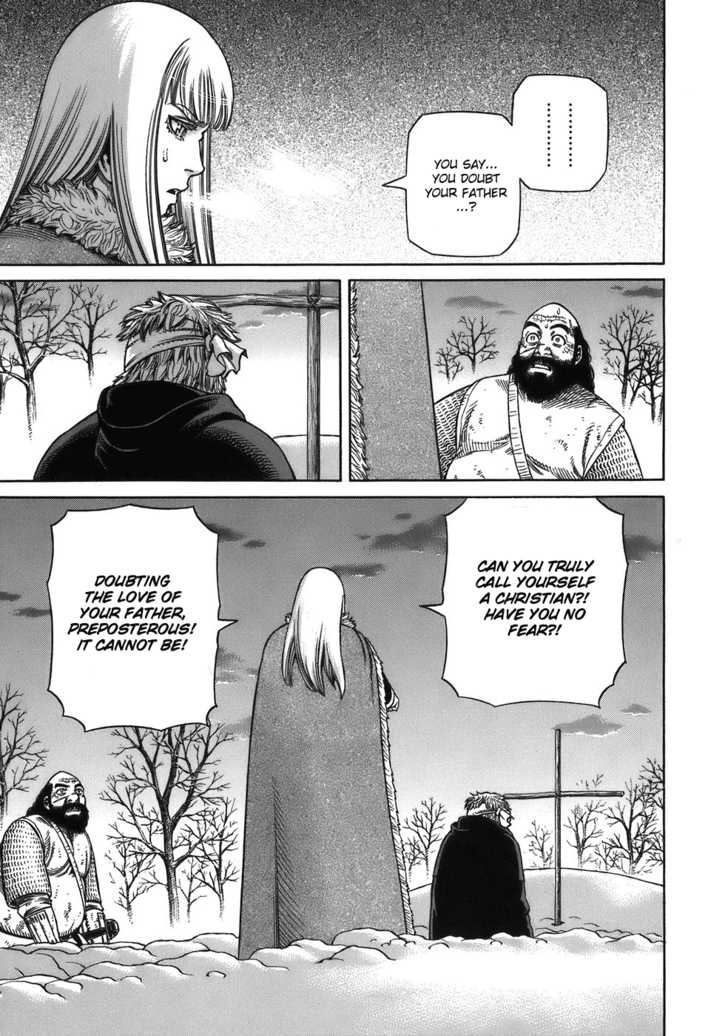 YOU SAY...
YOU DOUBT
YOUR FATHER
...?
CAN YOU TRULY
CALL YOURSELF
A CHRISTIAN?!
HAVE YOU NO
FEAR?!
DOUBTING
THE LOVE OF
YOUR FATHER,
PREPOSTEROUS!
IT CANNOT BE!